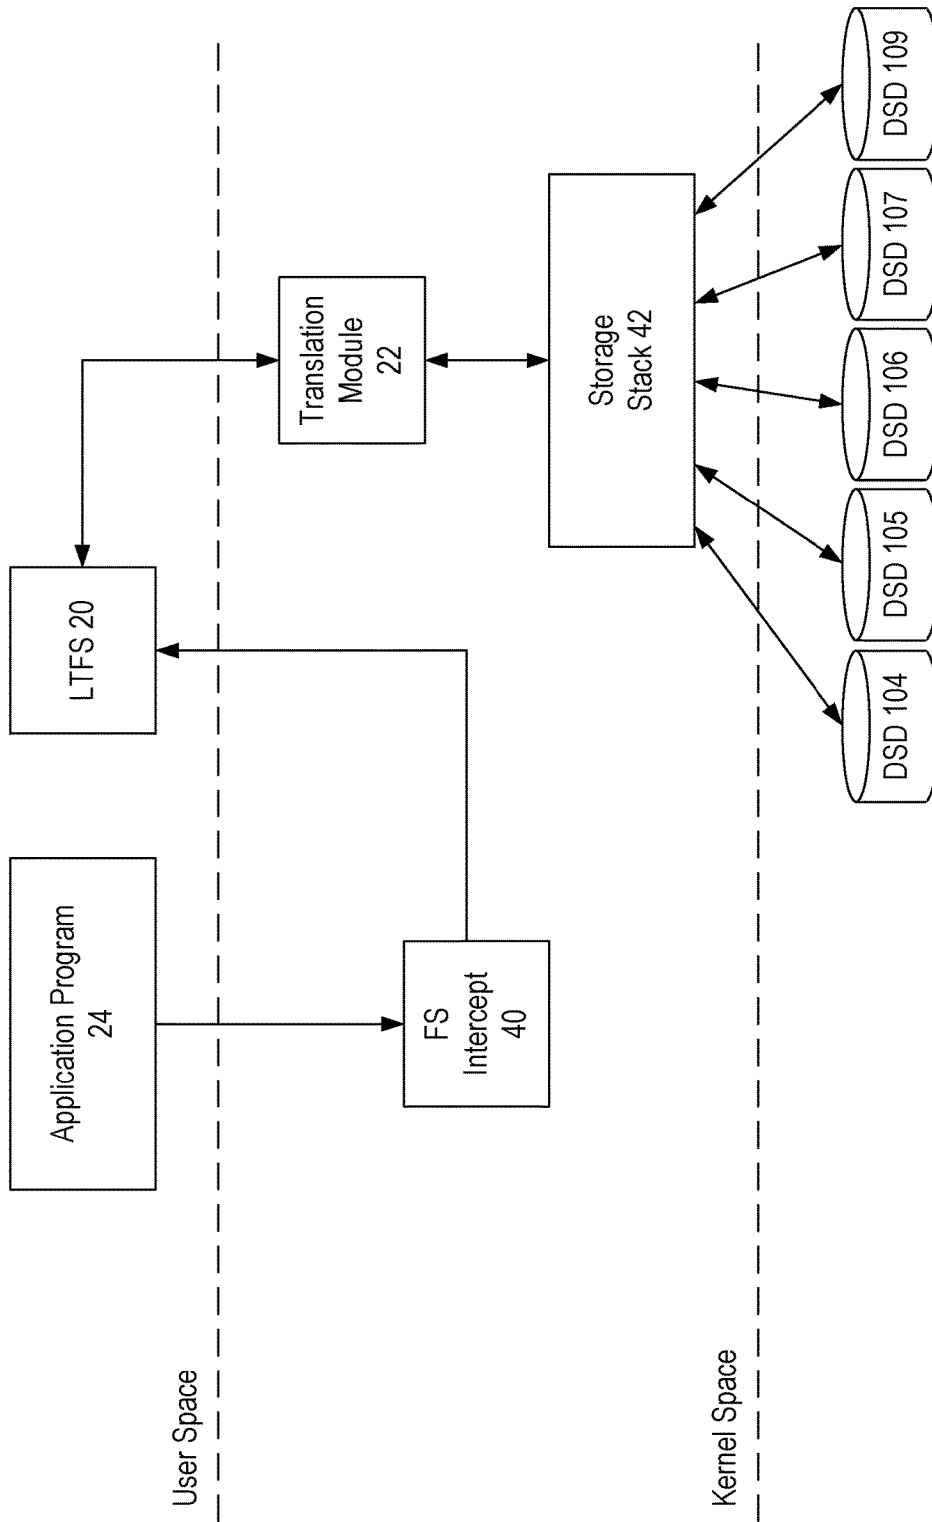 Application Program
24
LTFS 20
User Space
FS
Intercept
40
Translation
Module
22
Storage
Stack 42
Kernel Space
DSD 104
DSD 105
DSD 106
DSD 107
DSD 109